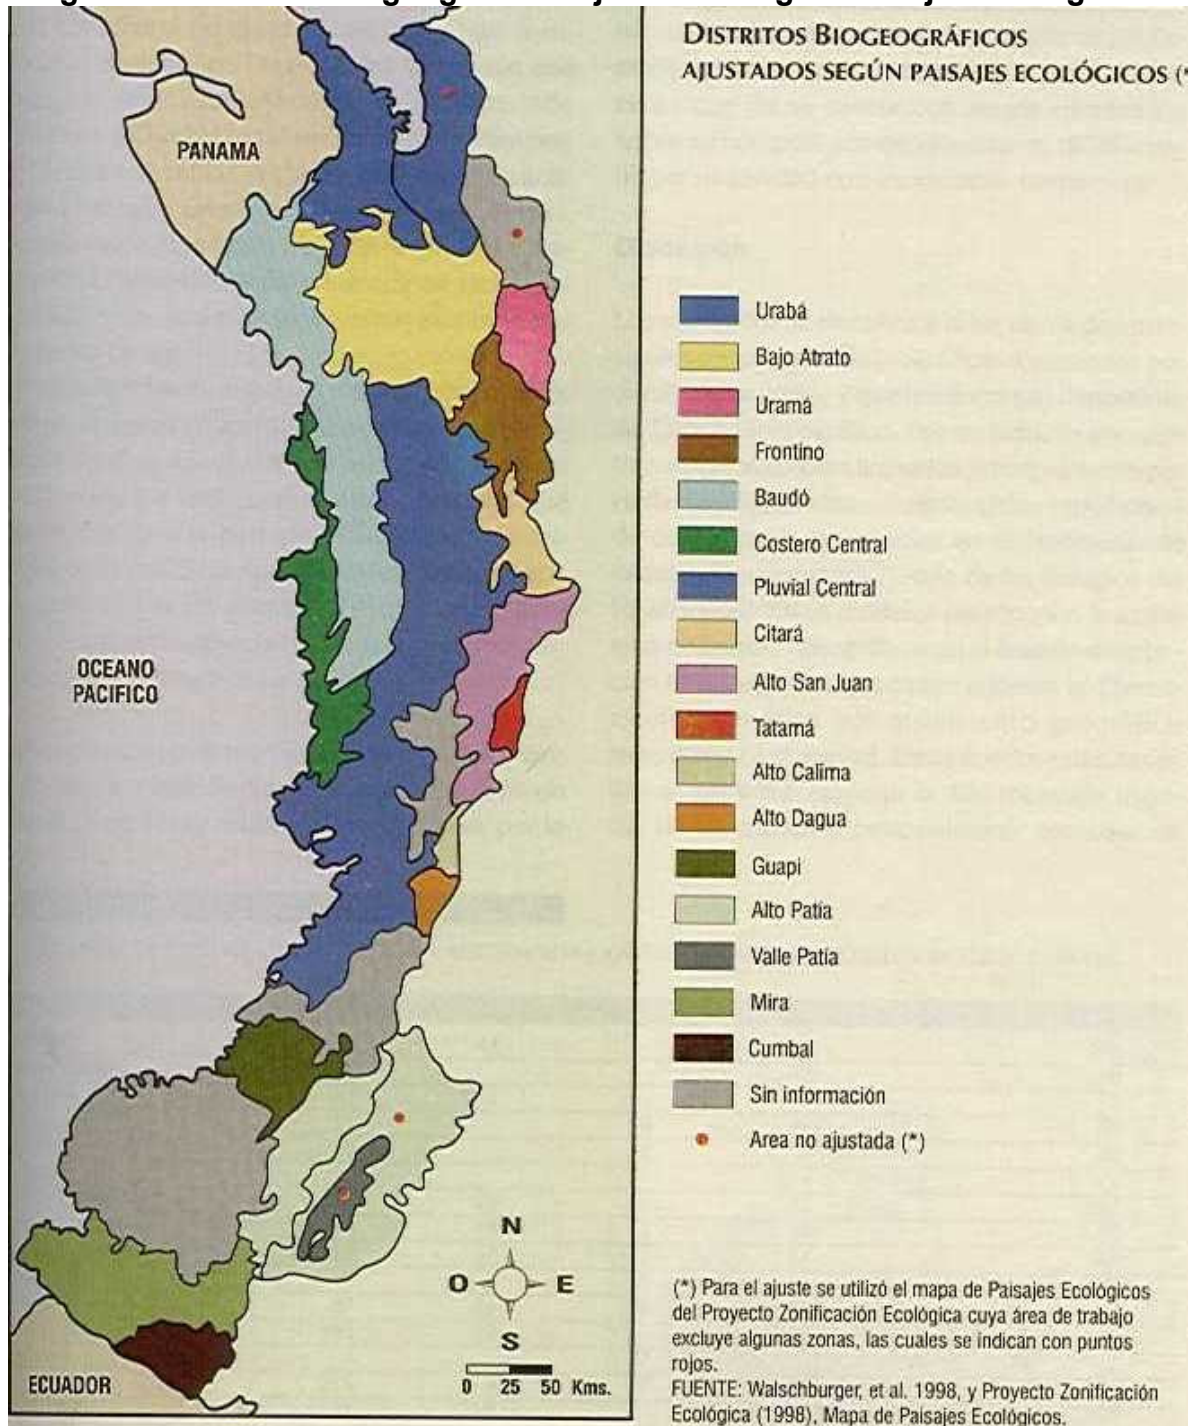 DISTRITOS BIOGEOGRÁFICOS
AJUSTADOS SEGÚN PAISAJES ECOLÓGICOS (*
PANAMA
Urabá
Bajo Atrato
Uramá
Frontino
Baudó
Costero Central
Pluvial Central
Citará
Alto San Juan
Tatamá
Alto Calima
Alto Dagua
Guapi
Alto Patía
Valle Patía
Mira
Cumbal
Sin información
Area no ajustada (*)
OCEANO
PACIFICO
N
O E
S
0 25 50 Kms.
ECUADOR
(*) Para el ajuste se utilizó el mapa de Paisajes Ecológicos
del Proyecto Zonificación Ecológica cuya área de trabajo
excluye algunas zonas, las cuales se indican con puntos
rojos.
FUENTE: Walschburger, et al. 1998, y Proyecto Zonificación
Ecológica (1998), Mapa de Paisajes Ecológicos.